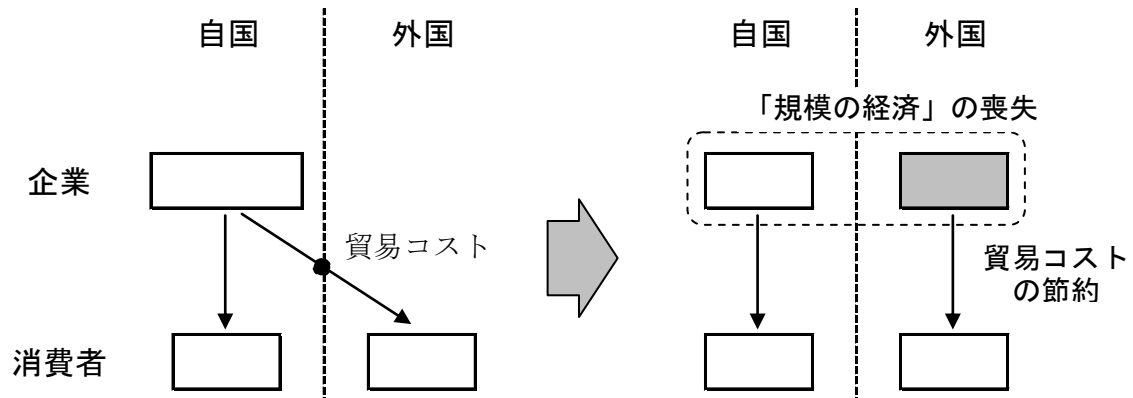 自国
外国
企業
貿易コスト
消費者
自国
外国
「規模の経済」の喪失
貿易コスト
の節約